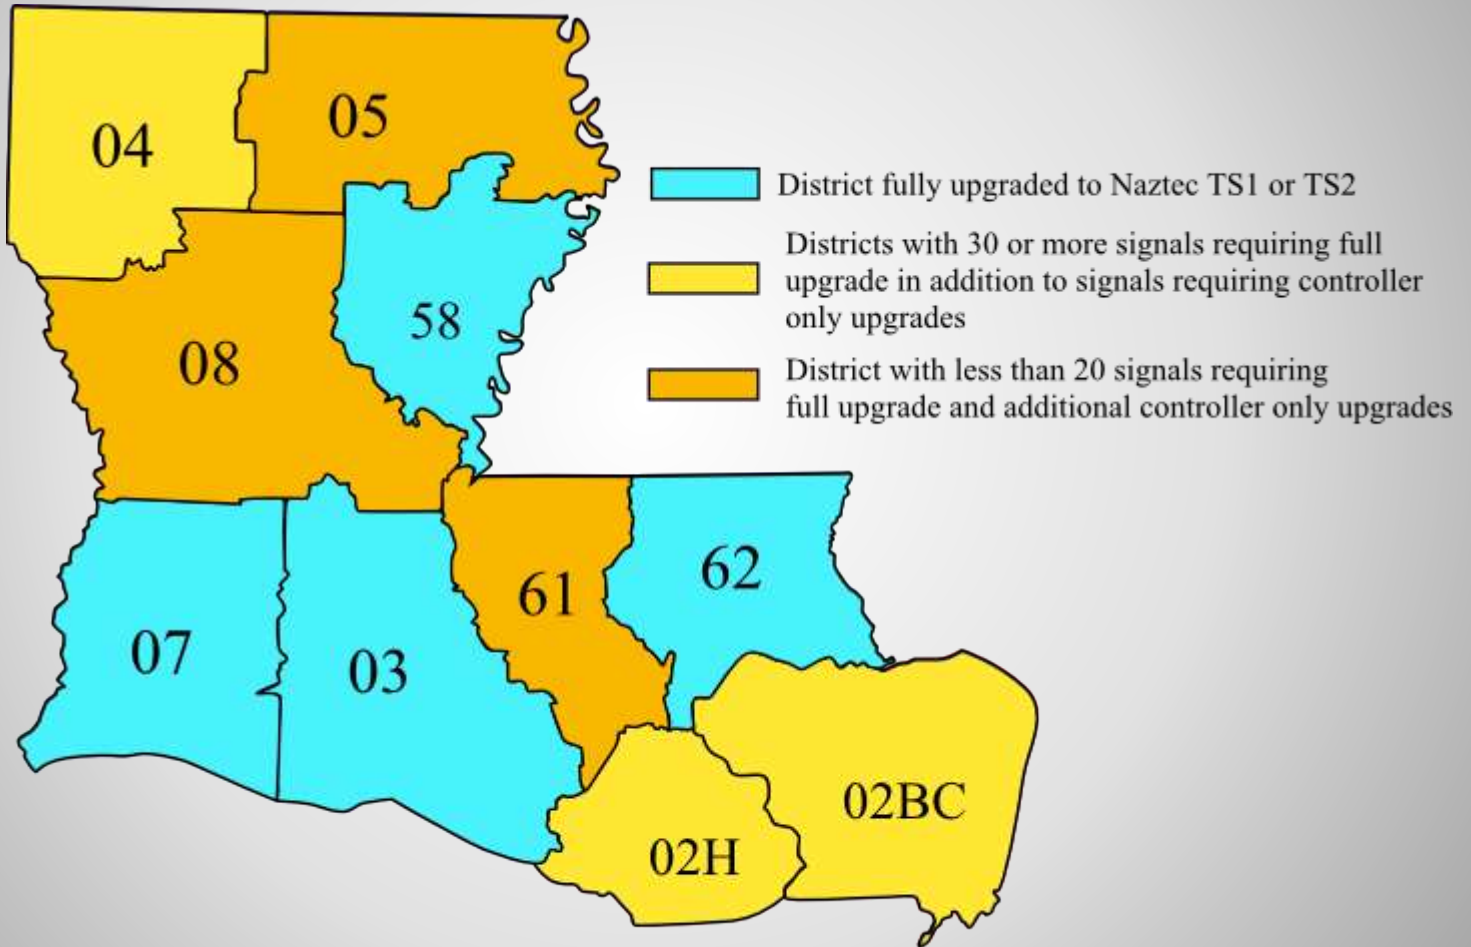 04
05
District fully upgraded to Naztec TS1 or TS2
Districts with 30 or more signals requiring full
upgrade in addition to signals requiring controller
only upgrades
58
08
District with less than 20 signals requiring
full upgrade and additional controller only upgrades
61
62
07
03
02H
02BC